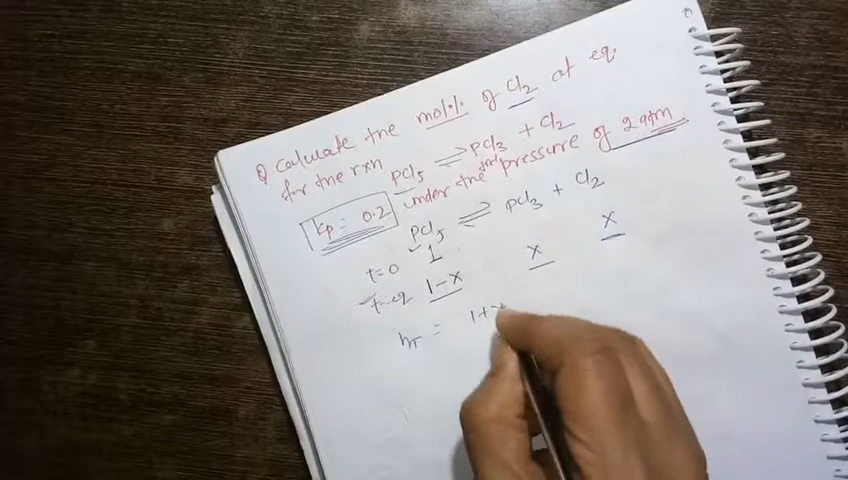 Q Calculate the mol.% of Cl2 at eq.
for the rxn PCl5 ⇌ PCl3 + Cl2
Kp = 0.2 under the pressure of 2 atm
PCl5 ⇌ PCl3 + Cl2
t=0 1
t=eq 1-x x x
nT = 1+x